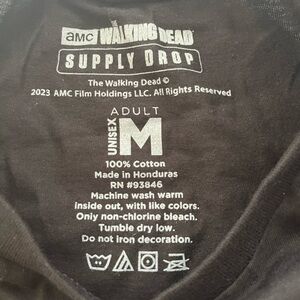 THE
amc WALKING DEAD
SUPPLY DROP
The Walking Dead ©
2023 AMC Film Holdings LLC. All Rights Reserved
ADULT
UNISEX
M
100% Cotton
Made in Honduras
RN #93846
Machine wash warm
inside out, with like colors.
Only non-chlorine bleach.
Tumble dry low.
Do not iron decoration.